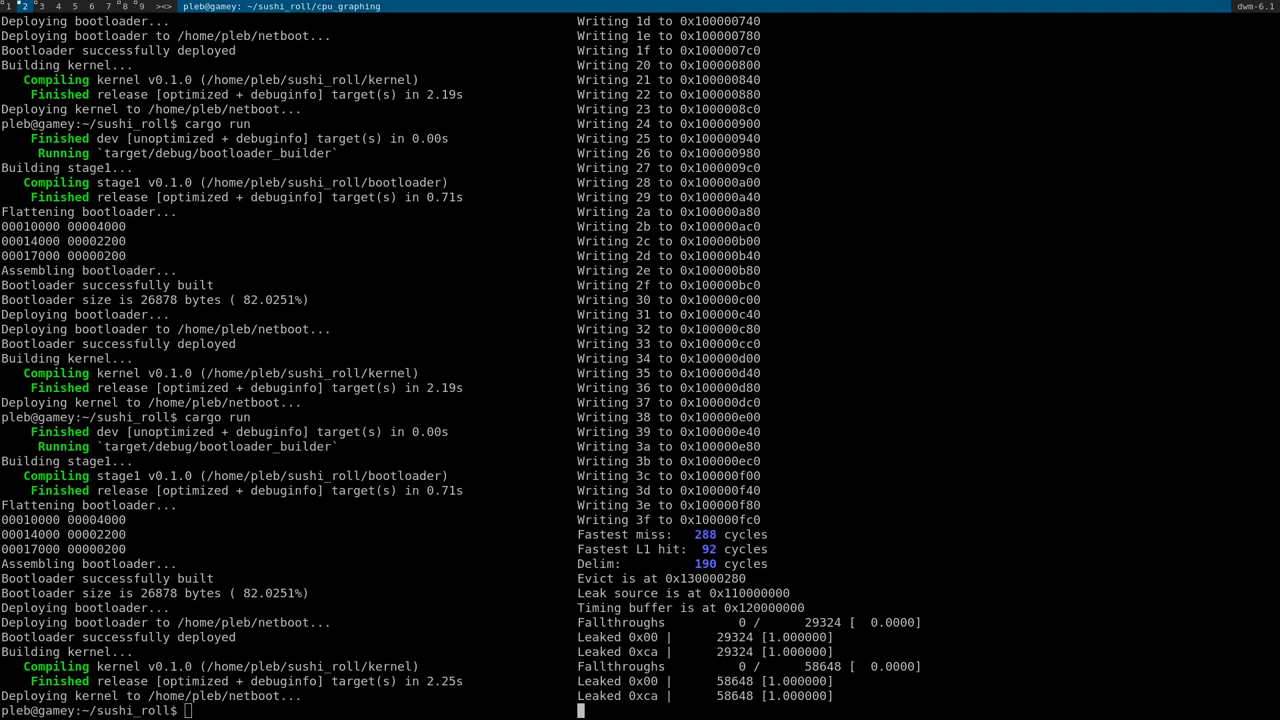 1 2 3 4 5 6 7 8 9 ><> pleb@gamey: ~/sushi_roll/cpu_graphing dwm-6.1
Deploying bootloader...
Deploying bootloader to /home/pleb/netboot...
Bootloader successfully deployed
Building kernel...
Compiling kernel v0.1.0 (/home/pleb/sushi_roll/kernel)
Finished release [optimized + debuginfo] target(s) in 2.19s
Deploying kernel to /home/pleb/netboot...
pleb@gamey:~/sushi_roll$ cargo run
Finished dev [unoptimized + debuginfo] target(s) in 0.00s
Running `target/debug/bootloader_builder`
Building stage1...
Compiling stage1 v0.1.0 (/home/pleb/sushi_roll/bootloader)
Finished release [optimized + debuginfo] target(s) in 0.71s
Flattening bootloader...
00010000 00004000
00014000 00002200
00017000 00000200
Assembling bootloader...
Bootloader successfully built
Bootloader size is 26878 bytes ( 82.0251%)
Deploying bootloader...
Deploying bootloader to /home/pleb/netboot...
Bootloader successfully deployed
Building kernel...
Compiling kernel v0.1.0 (/home/pleb/sushi_roll/kernel)
Finished release [optimized + debuginfo] target(s) in 2.19s
Deploying kernel to /home/pleb/netboot...
pleb@gamey:~/sushi_roll$ cargo run
Finished dev [unoptimized + debuginfo] target(s) in 0.00s
Running `target/debug/bootloader_builder`
Building stage1...
Compiling stage1 v0.1.0 (/home/pleb/sushi_roll/bootloader)
Finished release [optimized + debuginfo] target(s) in 0.71s
Flattening bootloader...
00010000 00004000
00014000 00002200
00017000 00000200
Assembling bootloader...
Bootloader successfully built
Bootloader size is 26878 bytes ( 82.0251%)
Deploying bootloader...
Deploying bootloader to /home/pleb/netboot...
Bootloader successfully deployed
Building kernel...
Compiling kernel v0.1.0 (/home/pleb/sushi_roll/kernel)
Finished release [optimized + debuginfo] target(s) in 2.25s
Deploying kernel to /home/pleb/netboot...
pleb@gamey:~/sushi_roll$
Writing 1d to 0x100000740
Writing 1e to 0x100000780
Writing 1f to 0x1000007c0
Writing 20 to 0x100000800
Writing 21 to 0x100000840
Writing 22 to 0x100000880
Writing 23 to 0x1000008c0
Writing 24 to 0x100000900
Writing 25 to 0x100000940
Writing 26 to 0x100000980
Writing 27 to 0x1000009c0
Writing 28 to 0x100000a00
Writing 29 to 0x100000a40
Writing 2a to 0x100000a80
Writing 2b to 0x100000ac0
Writing 2c to 0x100000b00
Writing 2d to 0x100000b40
Writing 2e to 0x100000b80
Writing 2f to 0x100000bc0
Writing 30 to 0x100000c00
Writing 31 to 0x100000c40
Writing 32 to 0x100000c80
Writing 33 to 0x100000cc0
Writing 34 to 0x100000d00
Writing 35 to 0x100000d40
Writing 36 to 0x100000d80
Writing 37 to 0x100000dc0
Writing 38 to 0x100000e00
Writing 39 to 0x100000e40
Writing 3a to 0x100000e80
Writing 3b to 0x100000ec0
Writing 3c to 0x100000f00
Writing 3d to 0x100000f40
Writing 3e to 0x100000f80
Writing 3f to 0x100000fc0
Fastest miss: 288 cycles
Fastest L1 hit: 92 cycles
Delim: 190 cycles
Evict is at 0x130000280
Leak source is at 0x110000000
Timing buffer is at 0x120000000
Fallthroughs 0 / 29324 [ 0.0000]
Leaked 0x00 | 29324 [1.000000]
Leaked 0xca | 29324 [1.000000]
Fallthroughs 0 / 58648 [ 0.0000]
Leaked 0x00 | 58648 [1.000000]
Leaked 0xca | 58648 [1.000000]